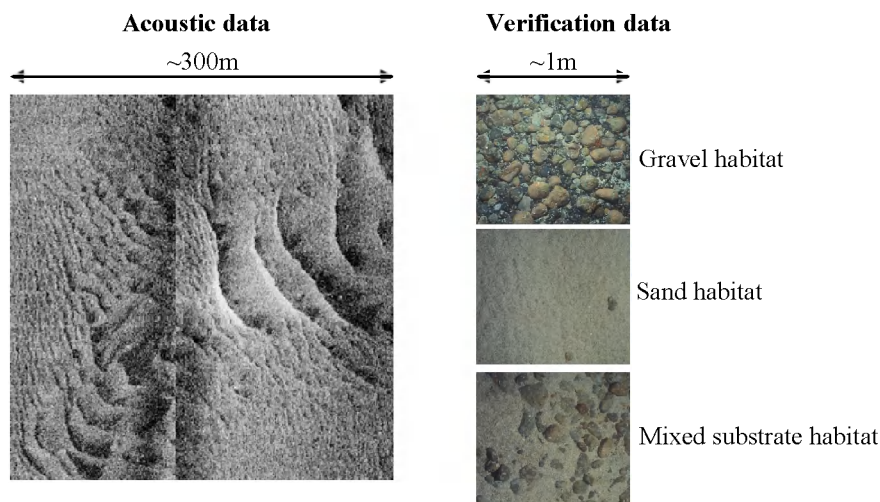 Acoustic data
~300m
Verification data
~1m
Gravel habitat
Sand habitat
Mixed substrate habitat